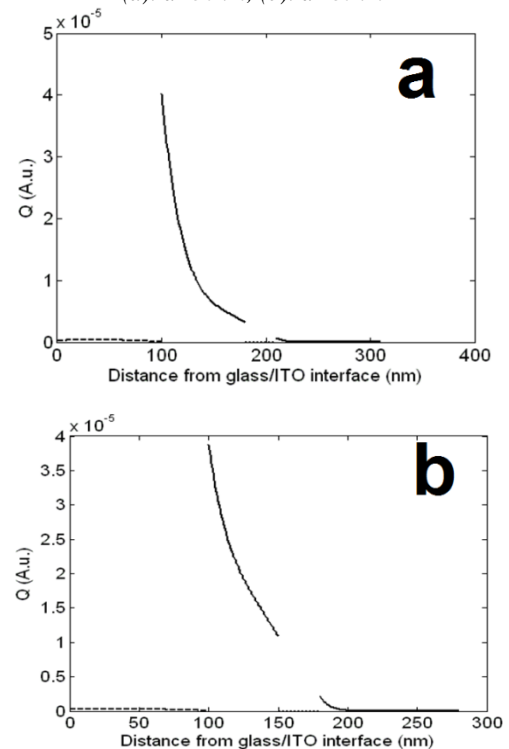 a
× 10⁻⁵
5
4
3
2
1
0
Q (A.u.)
0 100 200 300 400
Distance from glass/ITO interface (nm)
b
× 10⁻⁵
4
3.5
3
2.5
2
1.5
1
0.5
0
Q (A.u.)
0 50 100 150 200 250 300
Distance from glass/ITO interface (nm)